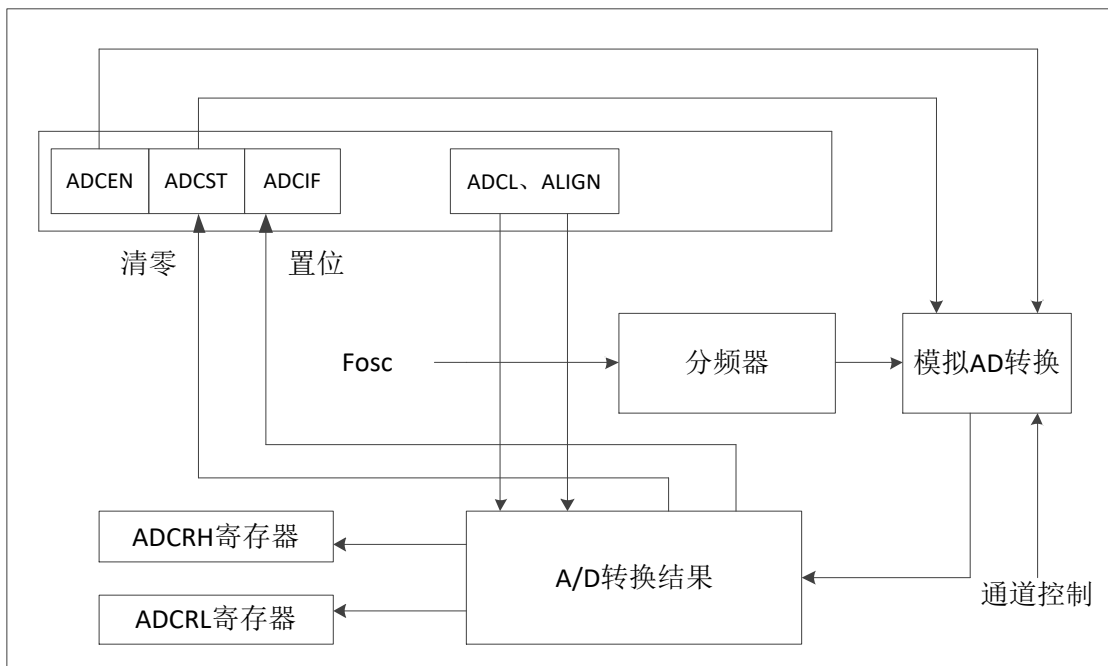 ADCEN
ADCST
ADCIF
ADCL、ALIGN
清零
置位
Fosc
分频器
模拟AD转换
ADCRH寄存器
A/D转换结果
ADCRL寄存器
通道控制